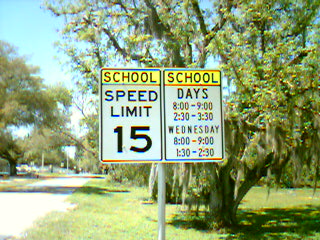 SCHOOL
SPEED
LIMIT
15
SCHOOL
DAYS
8:00-9:00
2:30-3:30
WEDNESDAY
8:00-9:00
1:30-2:30